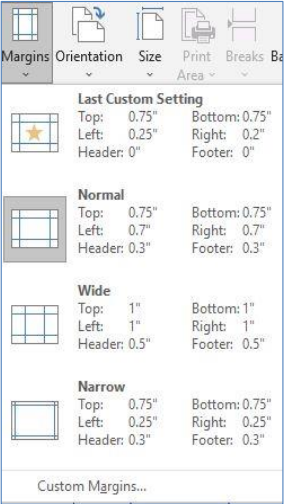 Margins Orientation Size Print Area Breaks Ba
Last Custom Setting
Top: 0.75" Bottom: 0.75"
Left: 0.25" Right: 0.2"
Header: 0" Footer: 0"
Normal
Top: 0.75" Bottom: 0.75"
Left: 0.7" Right: 0.7"
Header: 0.3" Footer: 0.3"
Wide
Top: 1" Bottom: 1"
Left: 1" Right: 1"
Header: 0.5" Footer: 0.5"
Narrow
Top: 0.75" Bottom: 0.75"
Left: 0.25" Right: 0.25"
Header: 0.3" Footer: 0.3"
Custom Margins...